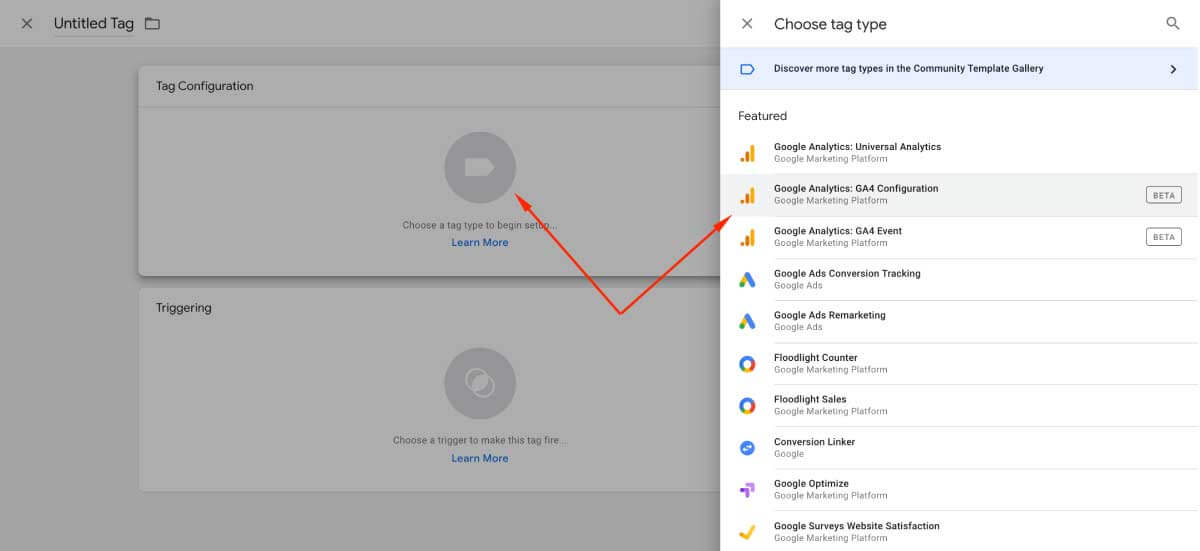 Untitled Tag
Tag Configuration
Choose a tag type to begin setup...
Learn More
Triggering
Choose a trigger to make this tag fire...
Learn More
Choose tag type
Discover more tag types in the Community Template Gallery
Featured
Google Analytics: Universal Analytics
Google Marketing Platform
Google Analytics: GA4 Configuration
Google Marketing Platform
BETA
Google Analytics: GA4 Event
Google Marketing Platform
BETA
Google Ads Conversion Tracking
Google Ads
Google Ads Remarketing
Google Ads
Floodlight Counter
Google Marketing Platform
Floodlight Sales
Google Marketing Platform
Conversion Linker
Google
Google Optimize
Google Marketing Platform
Google Surveys Website Satisfaction
Google Marketing Platform